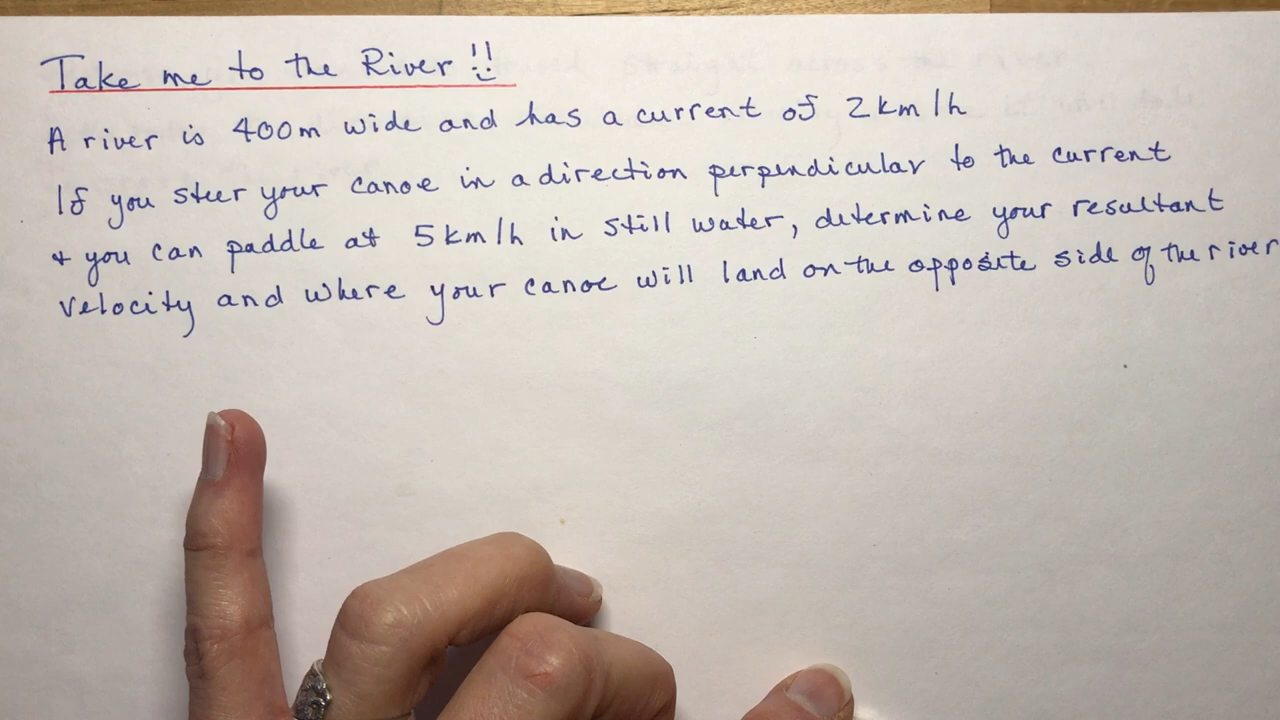 Take me to the River !!
A river is 400m wide and has a current of 2km/h
If you steer your canoe in a direction perpendicular to the current
+ you can paddle at 5km/h in still water, determine your resultant
velocity and where your canoe will land on the opposite side of the river